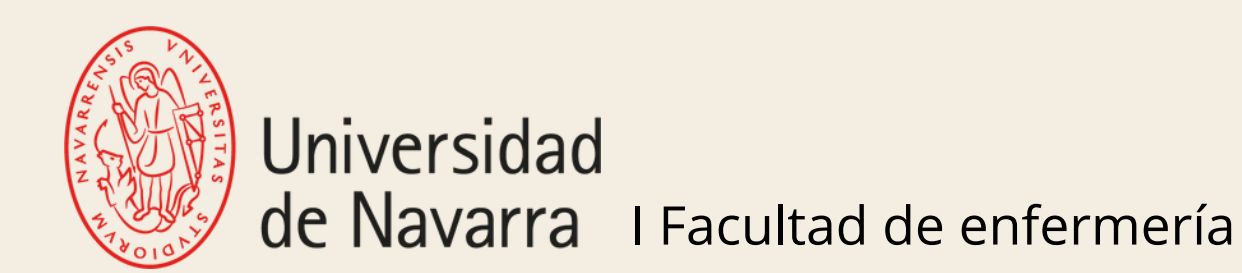 STVDIORVM NAVARRENSIS VNIVERSITAS
Universidad
de Navarra I Facultad de enfermería